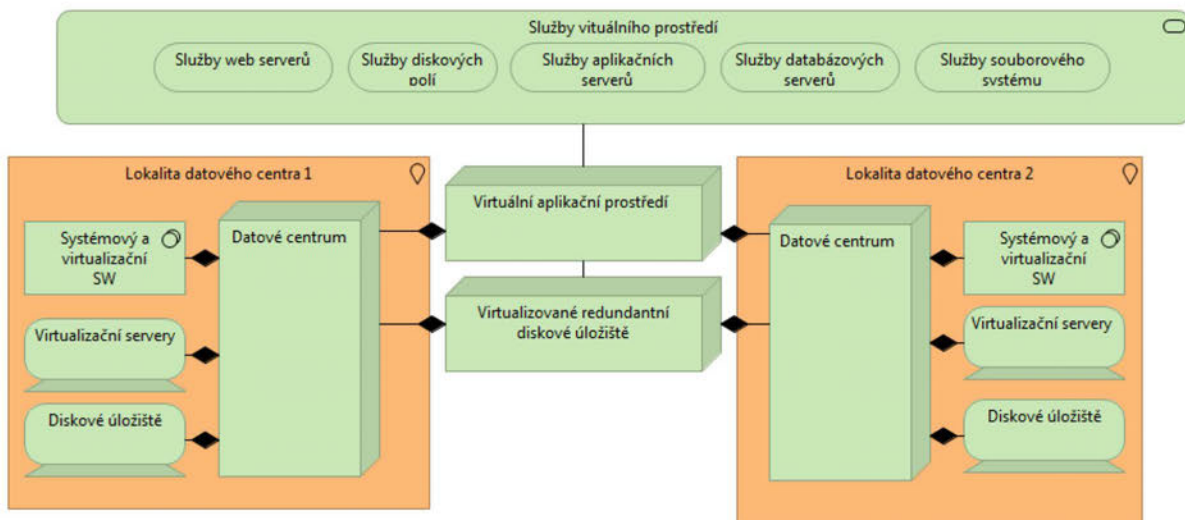 Služby vituálního prostředí
Služby web serverů
Služby diskových
polí
Služby aplikačních
serverů
Služby databázových
serverů
Služby souborového
systému
Lokalita datového centra 1
Systémový a
virtualizační
SW
Virtualizační servery
Diskové úložiště
Datové centrum
Virtuální aplikační prostředí
Virtualizované redundantní
diskové úložiště
Lokalita datového centra 2
Datové centrum
Systémový a
virtualizační
SW
Virtualizační servery
Diskové úložiště